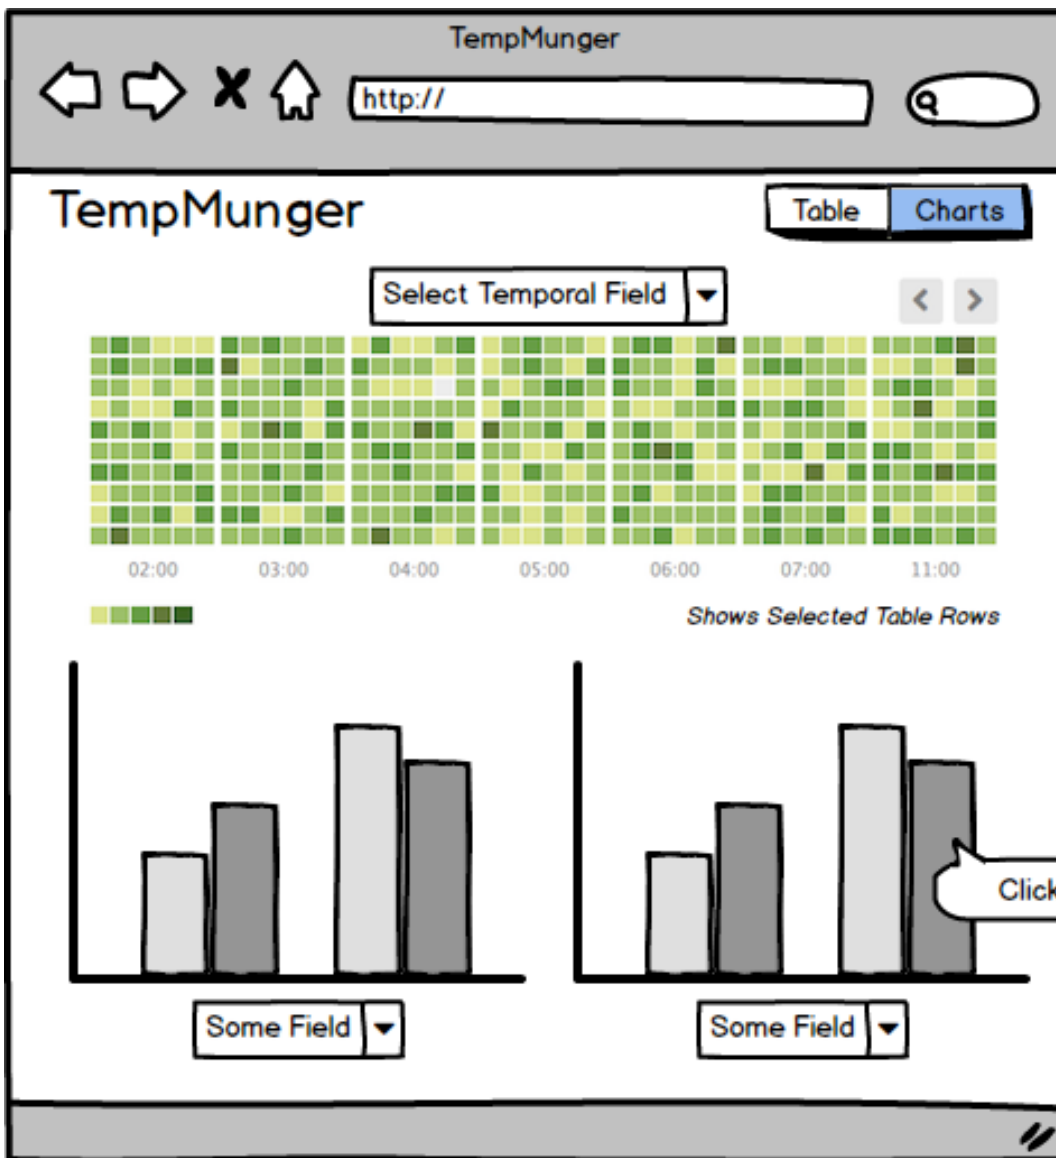 TempMunger
http://
TempMunger
Table Charts
Select Temporal Field
02:00 03:00 04:00 05:00 06:00 07:00 11:00
Shows Selected Table Rows
Click
Some Field Some Field